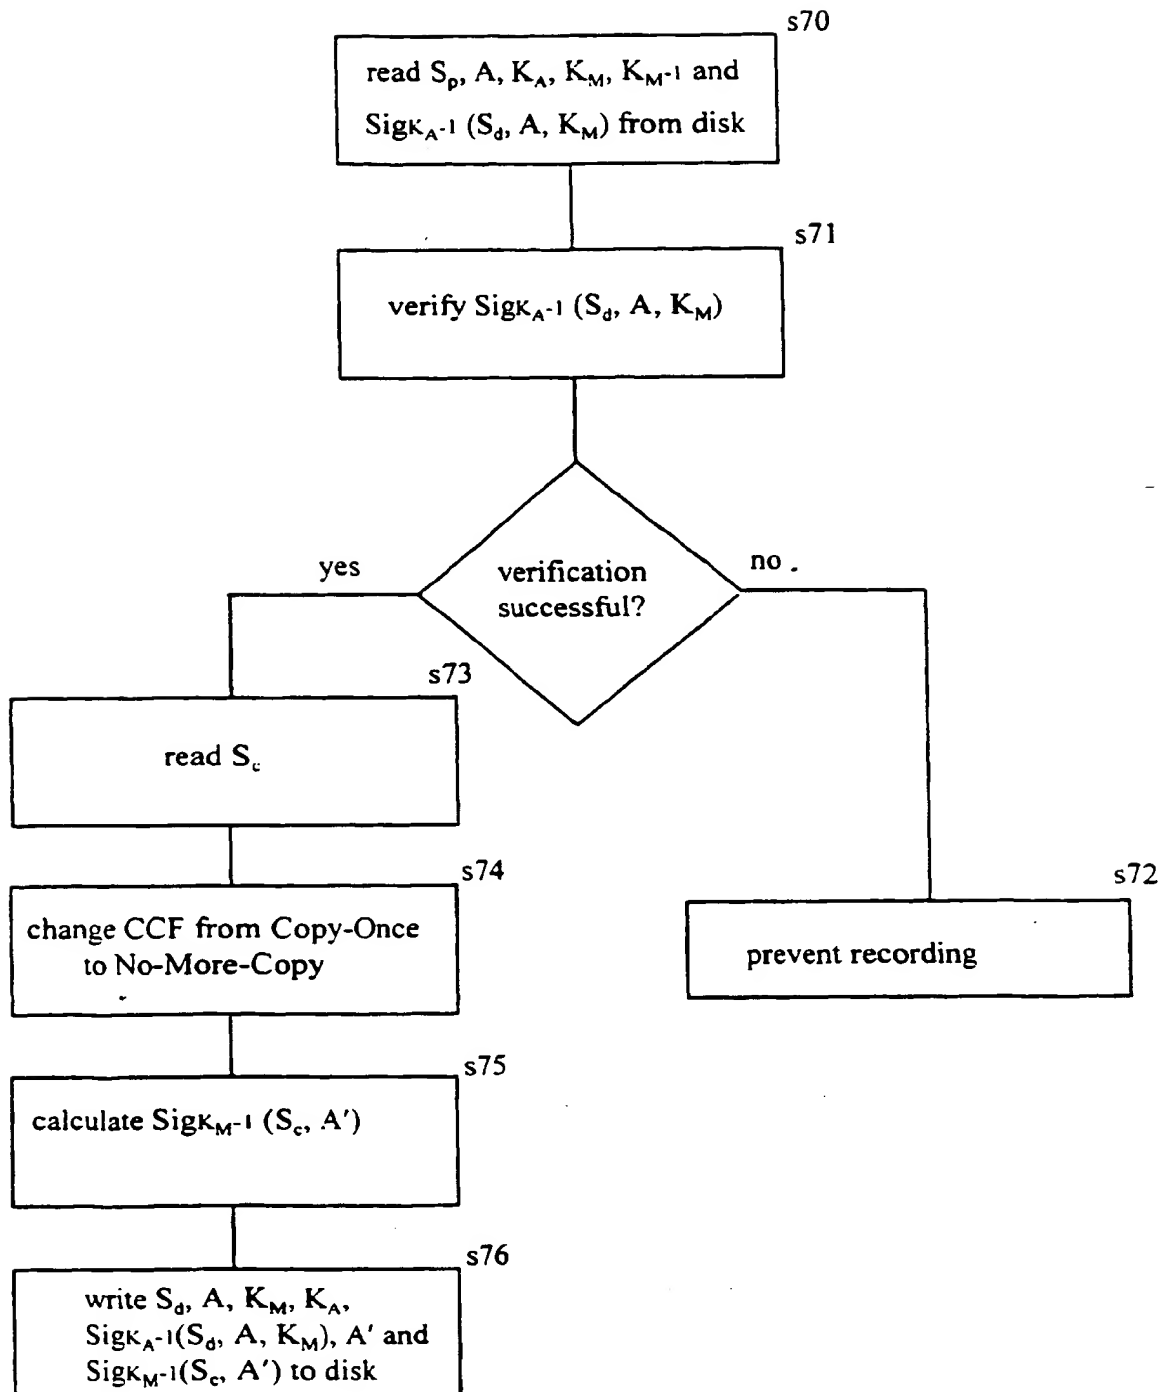 s70
read Sp, A, KA, KM, KM-1 and
SigKA-1 (Sd, A, KM) from disk
s71
verify SigKA-1 (Sd, A, KM)
yes
verification
successful?
no
s73
read Sc
s74
change CCF from Copy-Once
to No-More-Copy
s72
prevent recording
s75
calculate SigKM-1 (Sc, A')
s76
write Sd, A, KM, KA,
SigKA-1(Sd, A, KM), A' and
SigKM-1(Sc, A') to disk